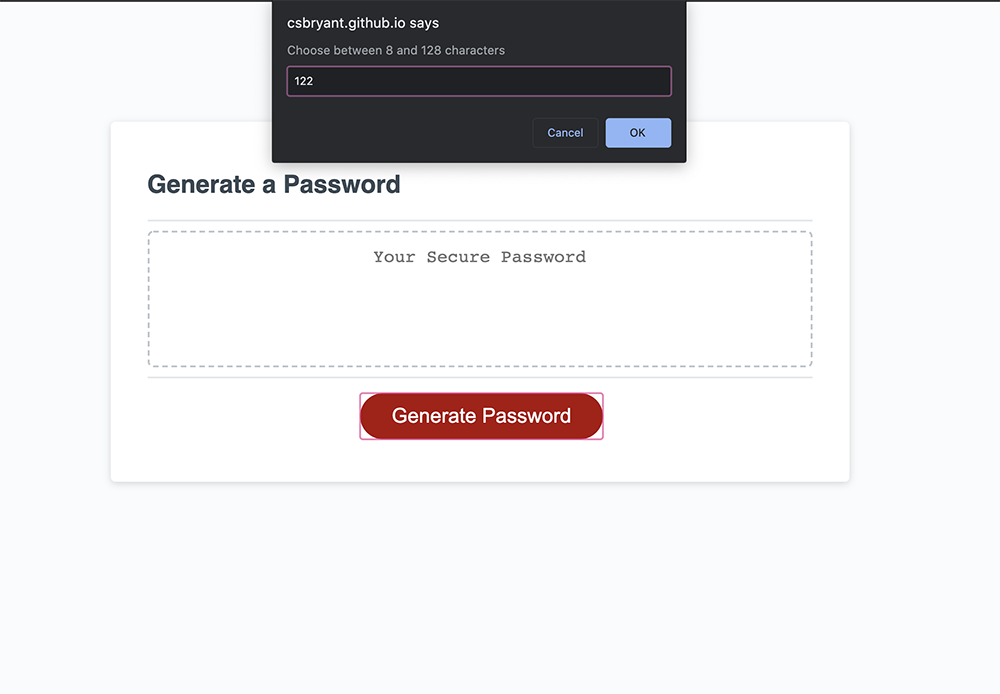 csbryant.github.io says
Choose between 8 and 128 characters
122
Cancel
OK
Generate a Password
Your Secure Password
Generate Password